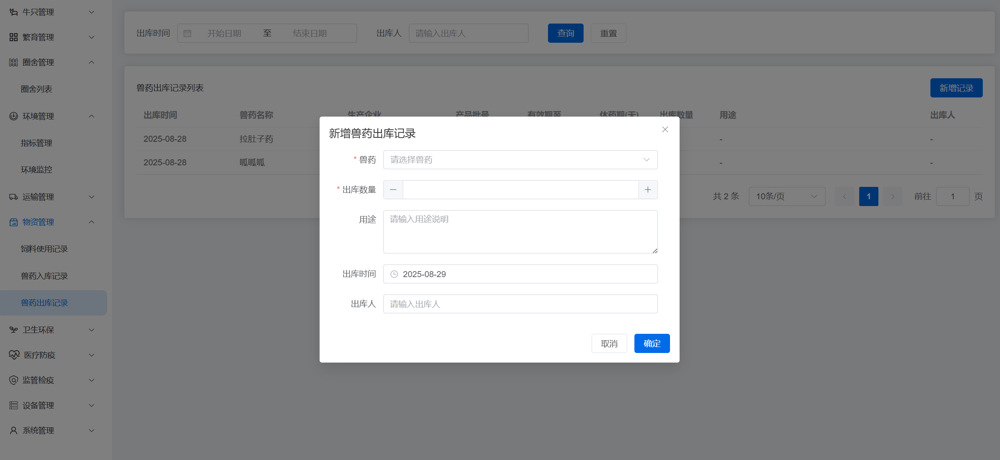 牛只管理
繁育管理
圈舍管理
圈舍列表
环境管理
指标管理
环境监控
运输管理
物资管理
饲料使用记录
兽药入库记录
兽药出库记录
卫生环保
医疗防疫
监管检疫
设备管理
系统管理
出库时间 开始日期 至 结束日期 出库人 请输入出库人 查询 重置
兽药出库记录列表 新增记录
出库时间 兽药名称 生产企业 产品批号 有效期至 休药期(天) 出库数量 用途 出库人
2025-08-28 拉肚子药 - -
2025-08-28 呱呱呱 - -
共 2 条 10条/页 1 前往 1 页
新增兽药出库记录
* 兽药 请选择兽药
* 出库数量
用途 请输入用途说明
出库时间 2025-08-29
出库人 请输入出库人
取消 确定